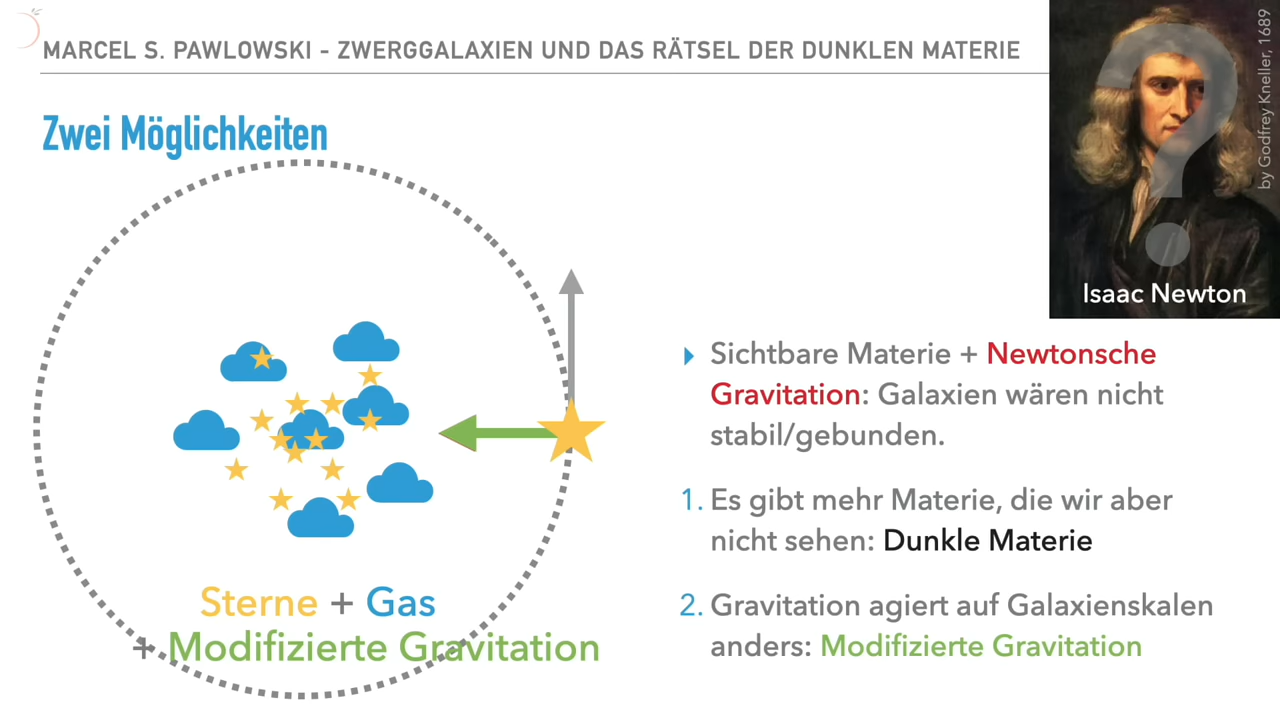 MARCEL S. PAWLOWSKI - ZWERGGALAXIEN UND DAS RÄTSEL DER DUNKLEN MATERIE
by Godfrey Kneller, 1689
?
Isaac Newton
Zwei Möglichkeiten
Sterne + Gas
+ Modifizierte Gravitation
Sichtbare Materie + Newtonsche
Gravitation: Galaxien wären nicht
stabil/gebunden.
1. Es gibt mehr Materie, die wir aber
nicht sehen: Dunkle Materie
2. Gravitation agiert auf Galaxienskalen
anders: Modifizierte Gravitation